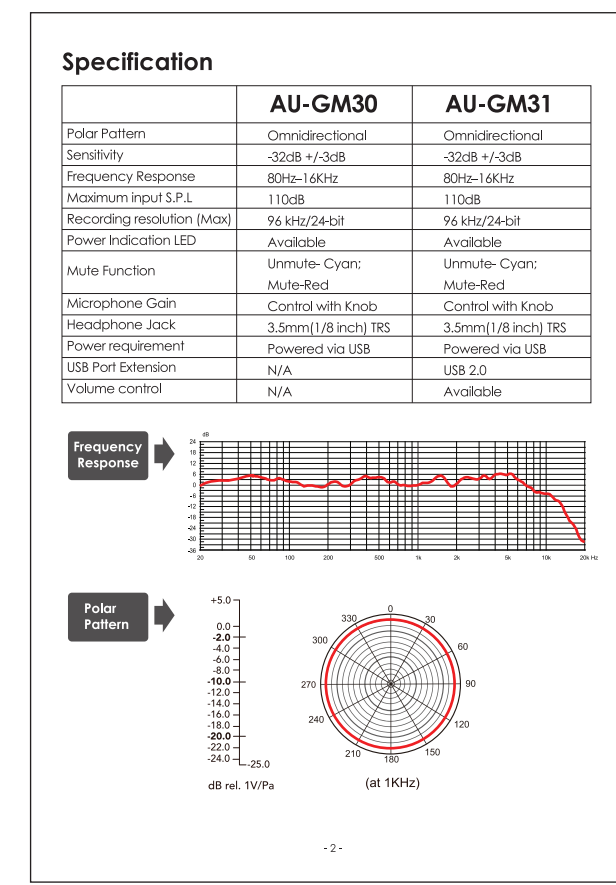 Specification
AU-GM30 AU-GM31
Polar Pattern Omnidirectional Omnidirectional
Sensitivity -32dB +/-3dB -32dB +/-3dB
Frequency Response 80Hz–16KHz 80Hz–16KHz
Maximum input S.P.L 110dB 110dB
Recording resolution (Max) 96 kHz/24-bit 96 kHz/24-bit
Power Indication LED Available Available
Mute Function Unmute- Cyan; Unmute- Cyan;
Mute-Red Mute-Red
Microphone Gain Control with Knob Control with Knob
Headphone Jack 3.5mm(1/8 inch) TRS 3.5mm(1/8 inch) TRS
Power requirement Powered via USB Powered via USB
USB Port Extension N/A USB 2.0
Volume control N/A Available
Frequency
Response
dB
24
18
12
6
0
-6
-12
-18
-24
-30
-36
20 50 100 200 500 1k 2k 5k 10k 20k Hz
Polar
Pattern
+5.0
0.0
-2.0
-4.0
-6.0
-8.0
-10.0
-12.0
-14.0
-16.0
-18.0
-20.0
-22.0
-24.0
-25.0
dB rel. 1V/Pa
0
330 30
300 60
270 90
240 120
210 150
180
(at 1KHz)
- 2 -